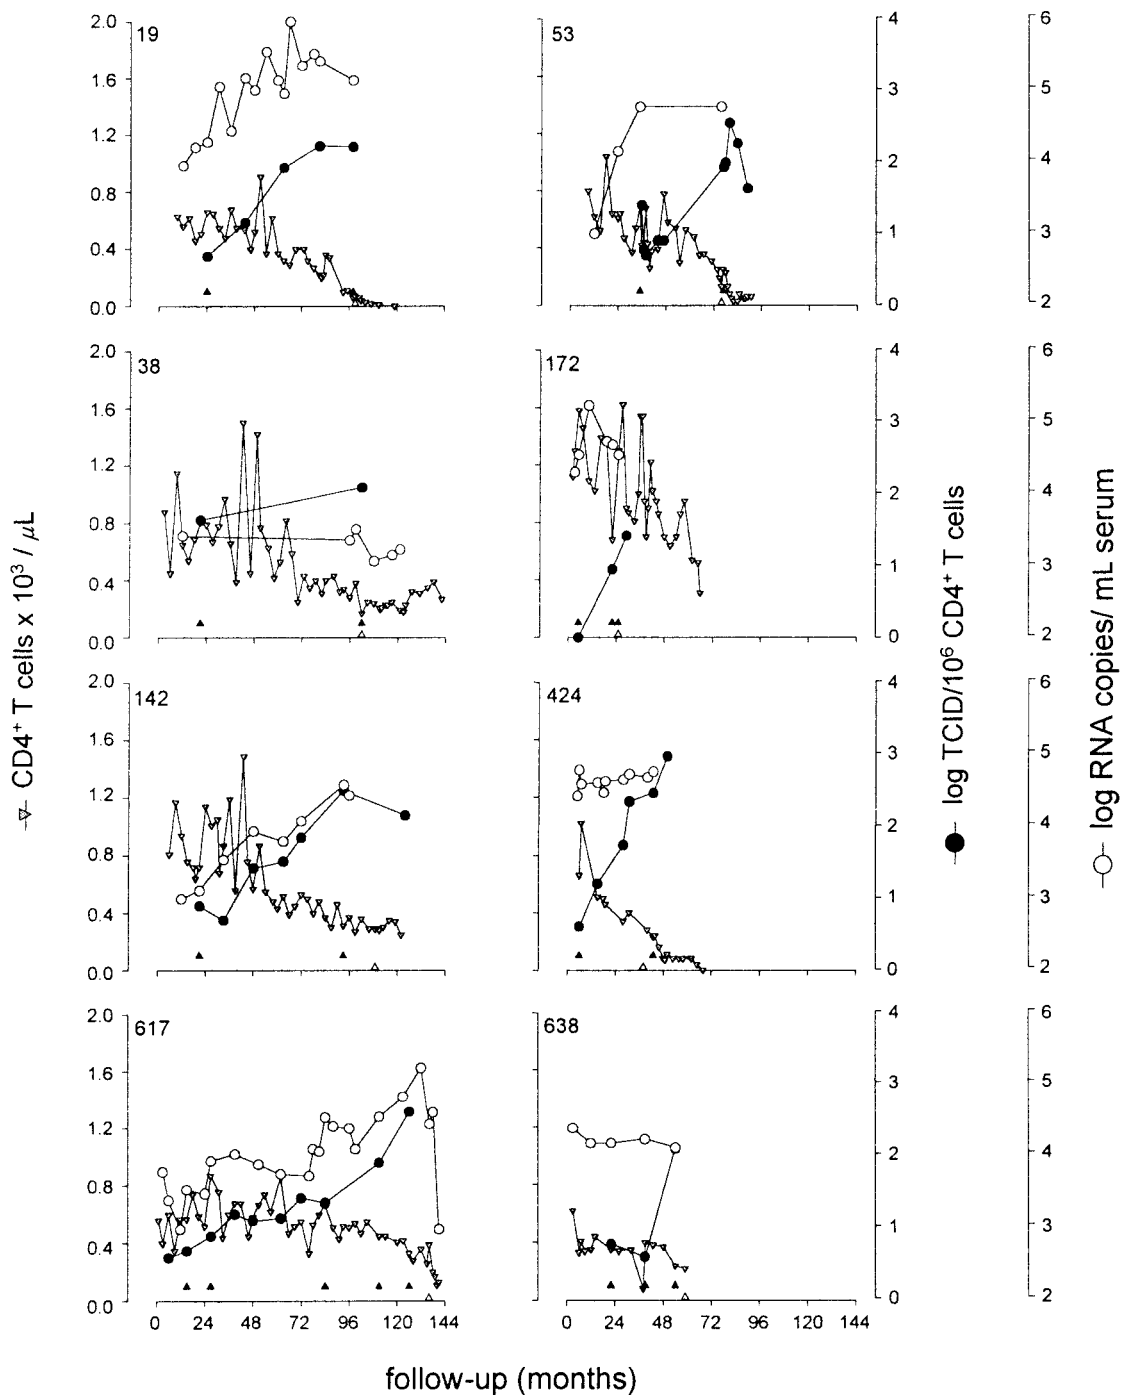 2.0 19 53 4 6
1.6
1.2 3 5
0.8 2 4
0.4 1 3
0.0 0 2
2.0 38 172 4 6
1.6
1.2 3 5
0.8 2 4
0.4 1 3
0.0 0 2
2.0 142 424 4 6
1.6
1.2 3 5
0.8 2 4
0.4 1 3
0.0 0 2
2.0 617 638 4 6
1.6
1.2 3 5
0.8 2 4
0.4 1 3
0.0 0 2
0 24 48 72 96 120 144 0 24 48 72 96 120 144
follow-up (months)
CD4⁺ T cells x 10³ / μL
log TCID/10⁶ CD4⁺ T cells
log RNA copies/ mL serum